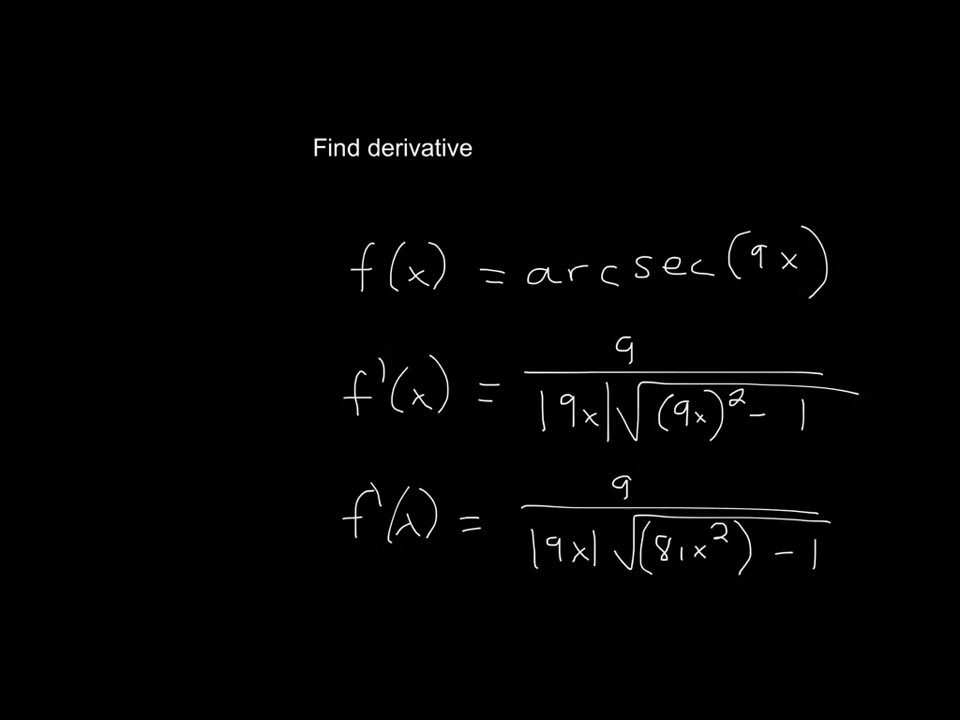 Find derivative
f(x) = arcsec(9x)
f'(x) = 9 / |9x|√(9x)² - 1
f'(x) = 9 / |9x|√(81x²) - 1